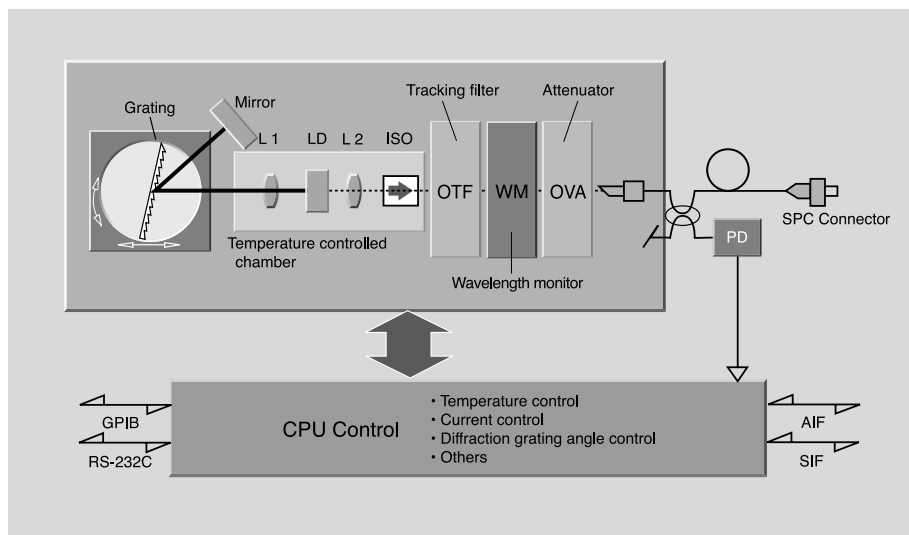 Tracking filter
Attenuator
Grating
Mirror
L 1
LD
L 2
ISO
OTF
WM
OVA
SPC Connector
PD
Temperature controlled
chamber
Wavelength monitor
CPU Control
• Temperature control
• Current control
• Diffraction grating angle control
• Others
GPIB
RS-232C
AIF
SIF